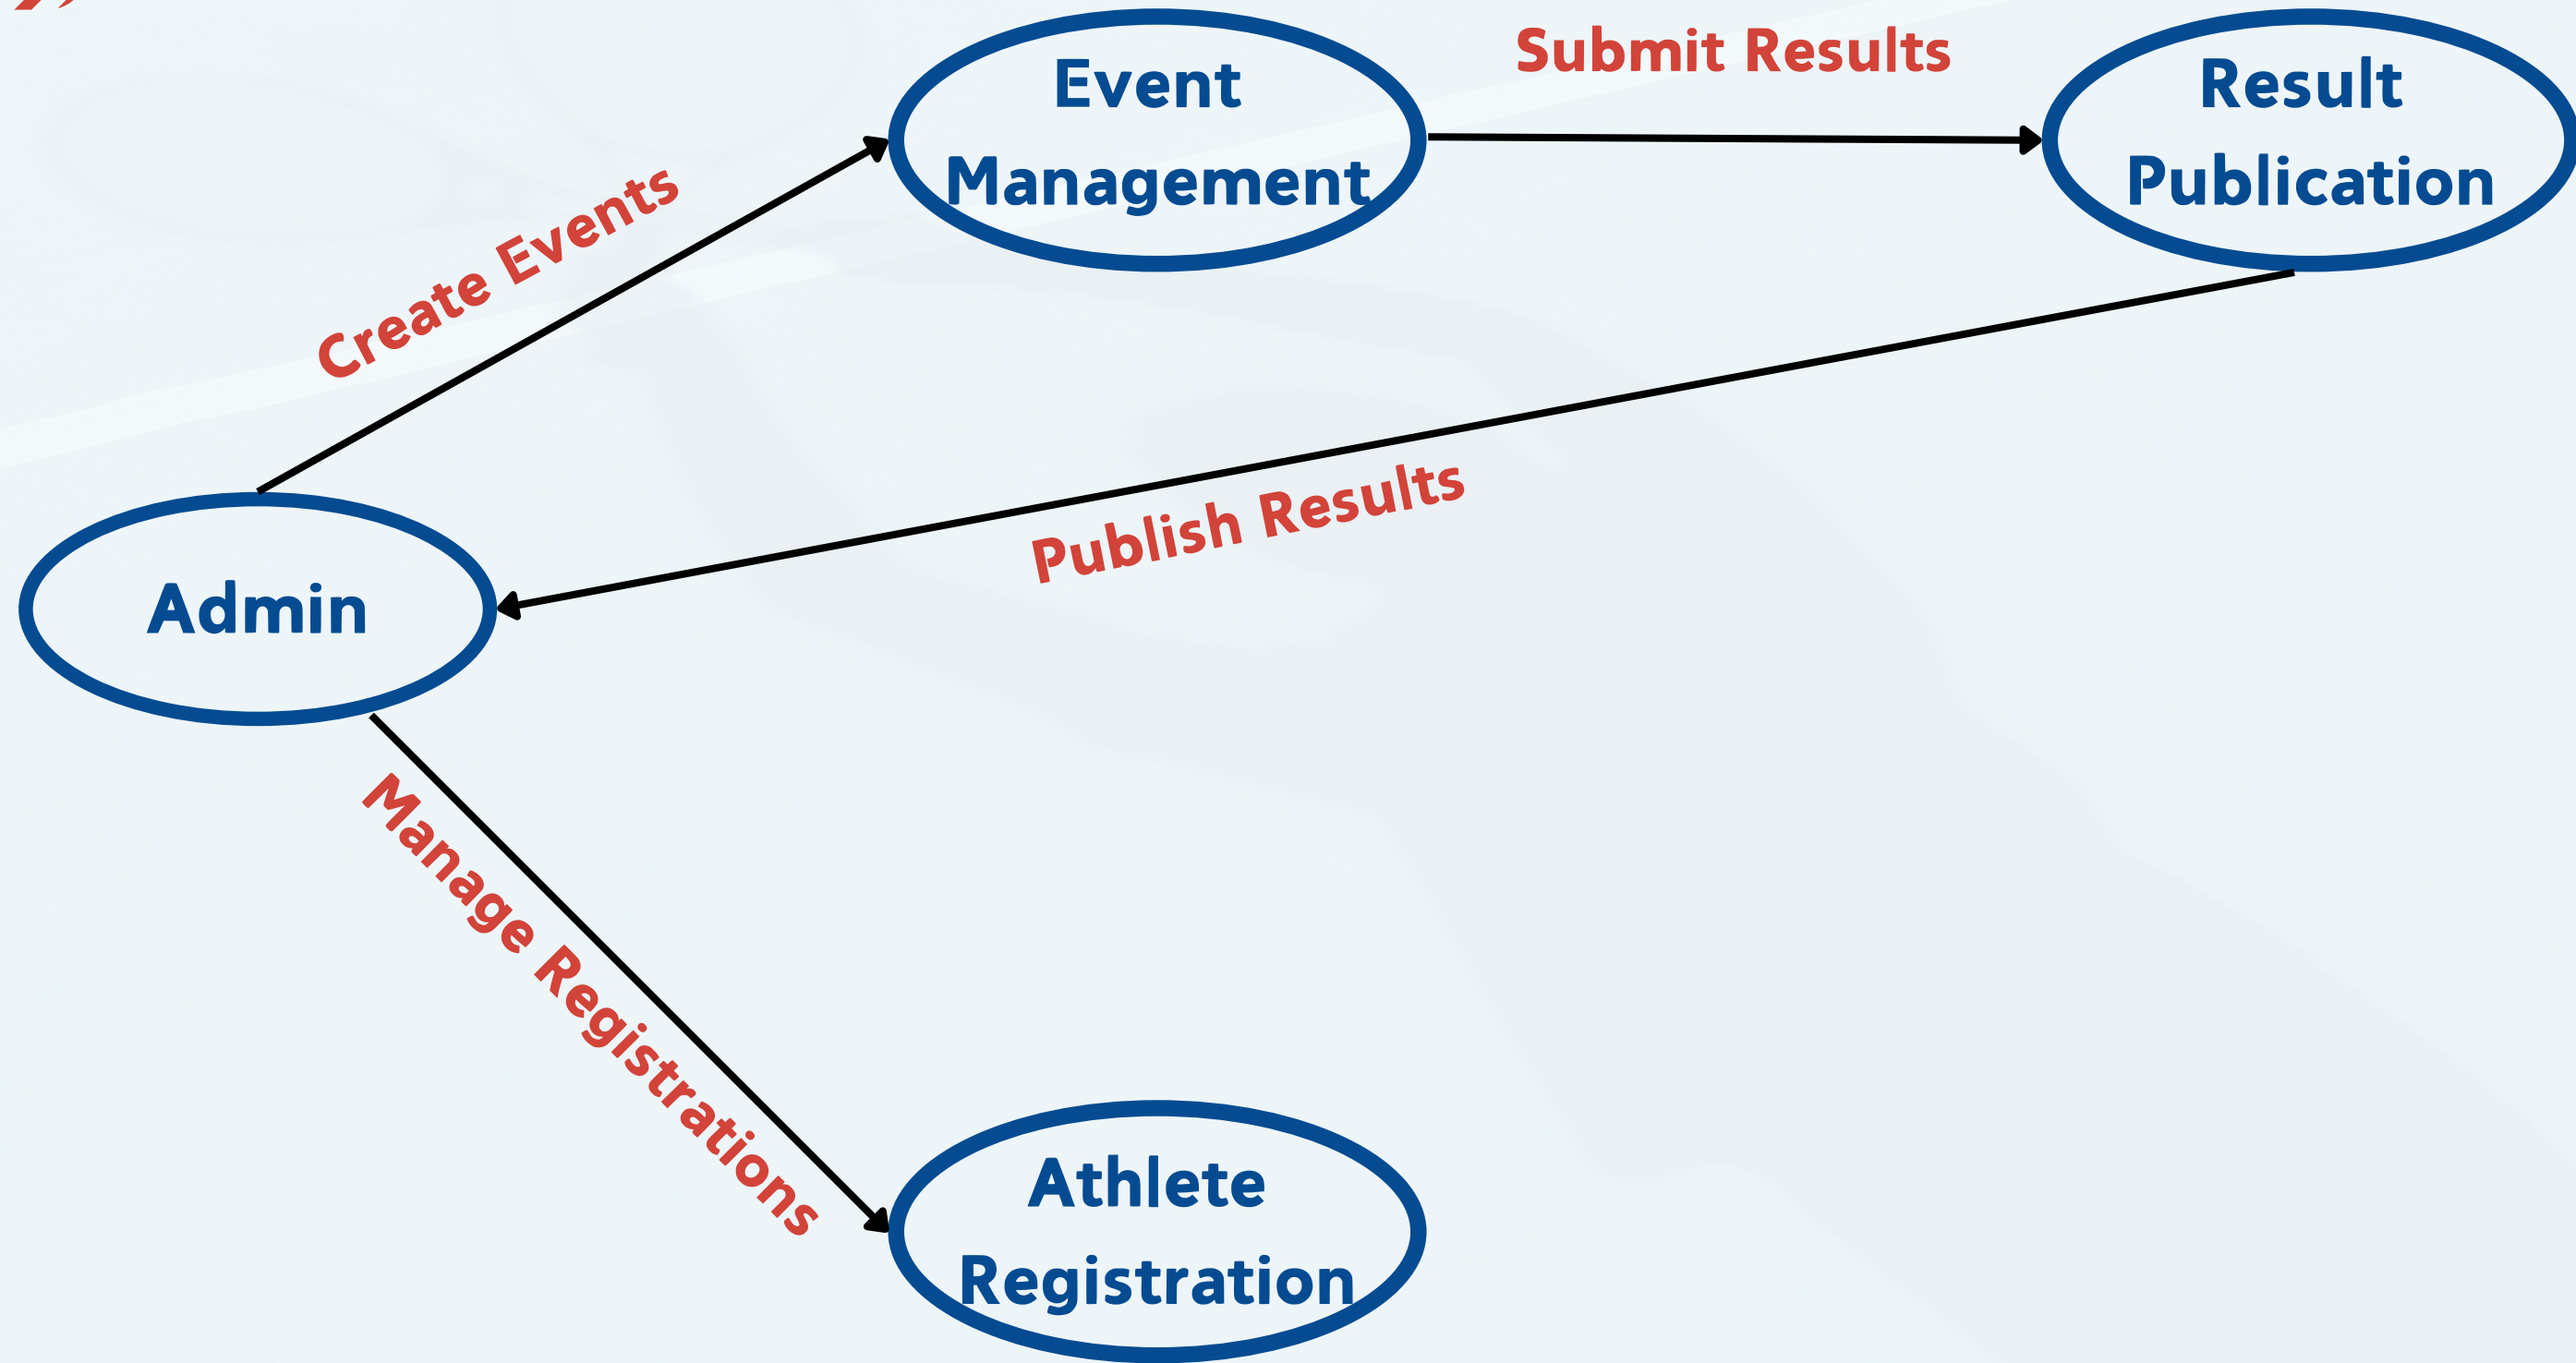 Event
Management
Submit Results
Result
Publication
Create Events
Publish Results
Admin
Manage Registrations
Athlete
Registration